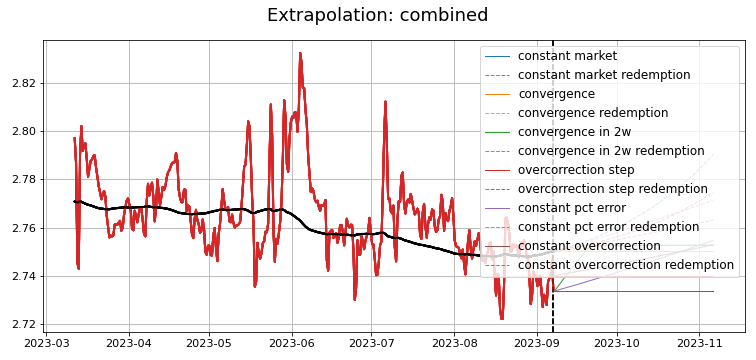 Extrapolation: combined
2.82
2.80
2.78
2.76
2.74
2.72
constant market
constant market redemption
convergence
convergence redemption
convergence in 2w
convergence in 2w redemption
overcorrection step
overcorrection step redemption
constant pct error
constant pct error redemption
constant overcorrection
constant overcorrection redemption
2023-03 2023-04 2023-05 2023-06 2023-07 2023-08 2023-09 2023-10 2023-11